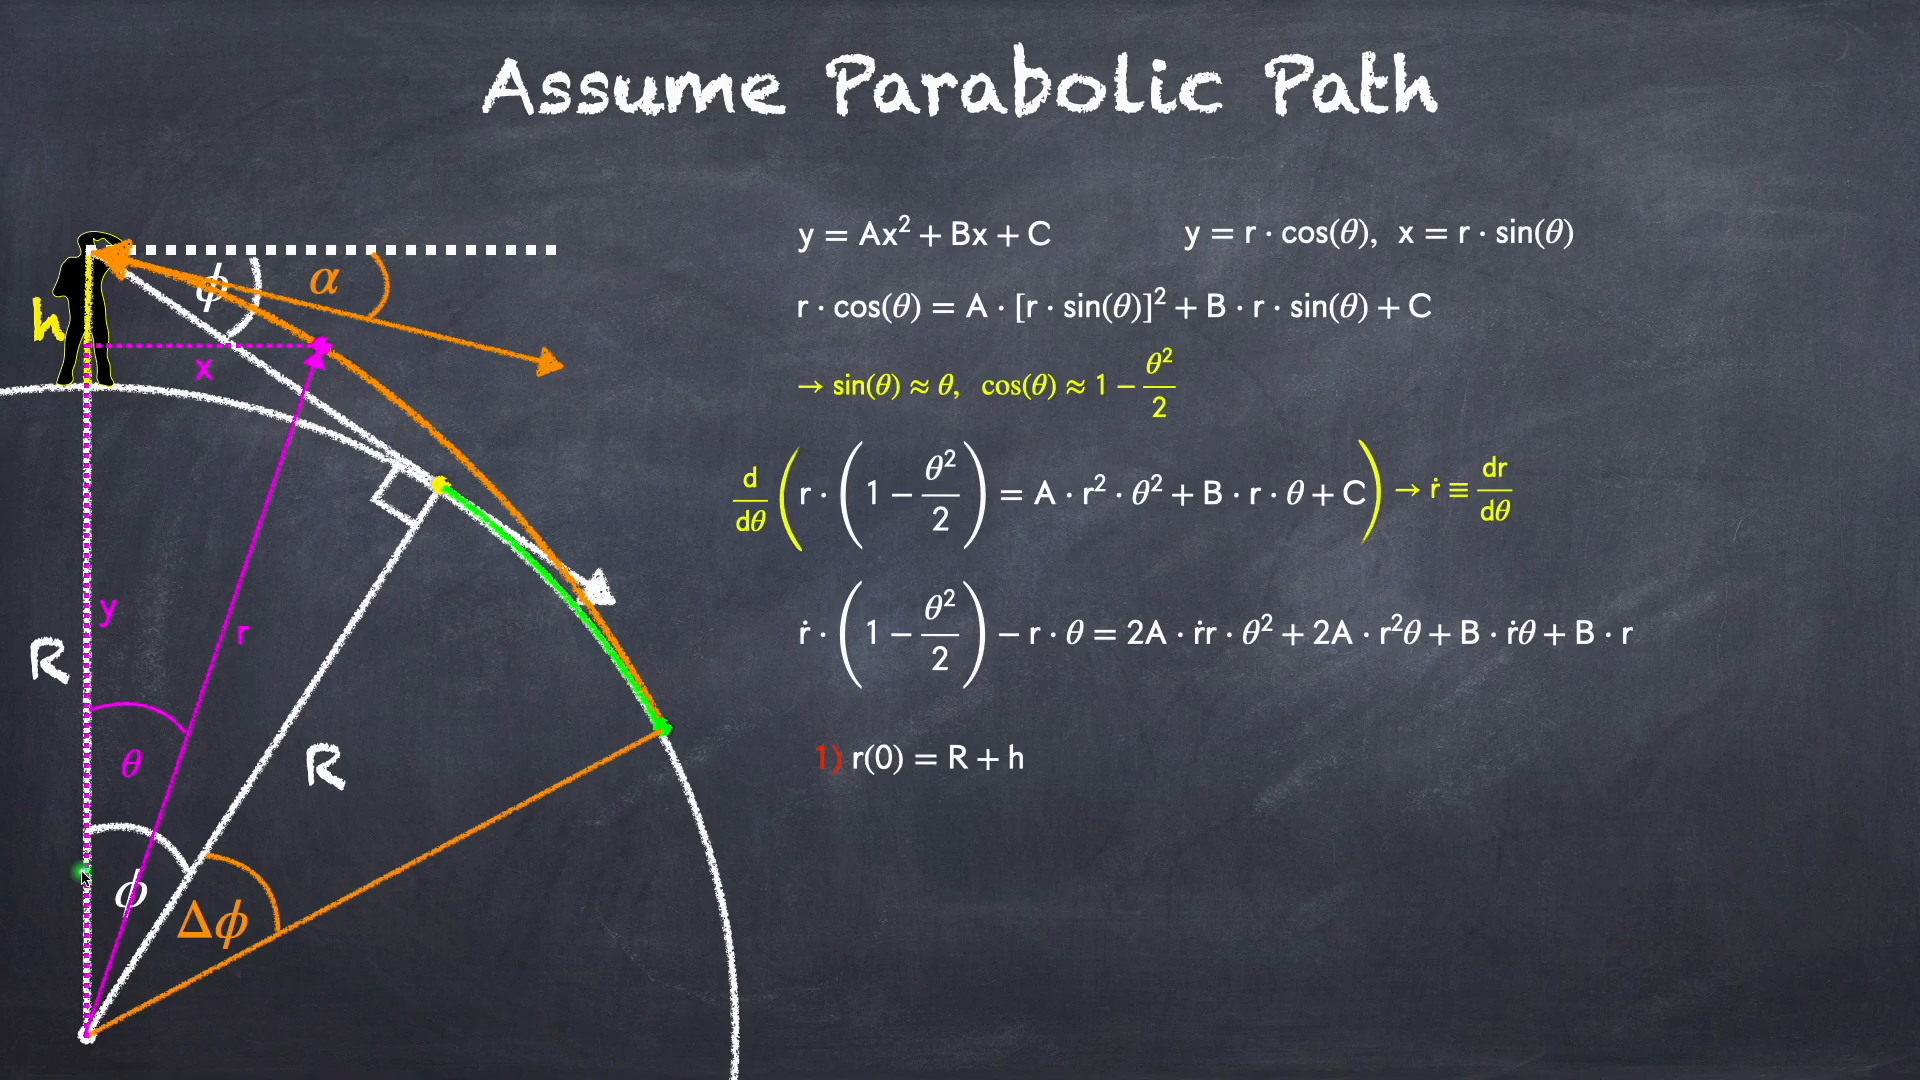 Assume Parabolic Path
y = Ax² + Bx + C
y = r · cos(θ), x = r · sin(θ)
r · cos(θ) = A · [r · sin(θ)]² + B · r · sin(θ) + C
→ sin(θ) ≈ θ, cos(θ) ≈ 1 − θ²/2
d/dθ (r · (1 − θ²/2) = A · r² · θ² + B · r · θ + C) → ṙ ≡ dr/dθ
ṙ · (1 − θ²/2) − r · θ = 2A · ṙr · θ² + 2A · r²θ + B · ṙθ + B · r
1) r(0) = R + h
ϕ
α
h
x
y
r
R
θ
R
ϕ
Δϕ